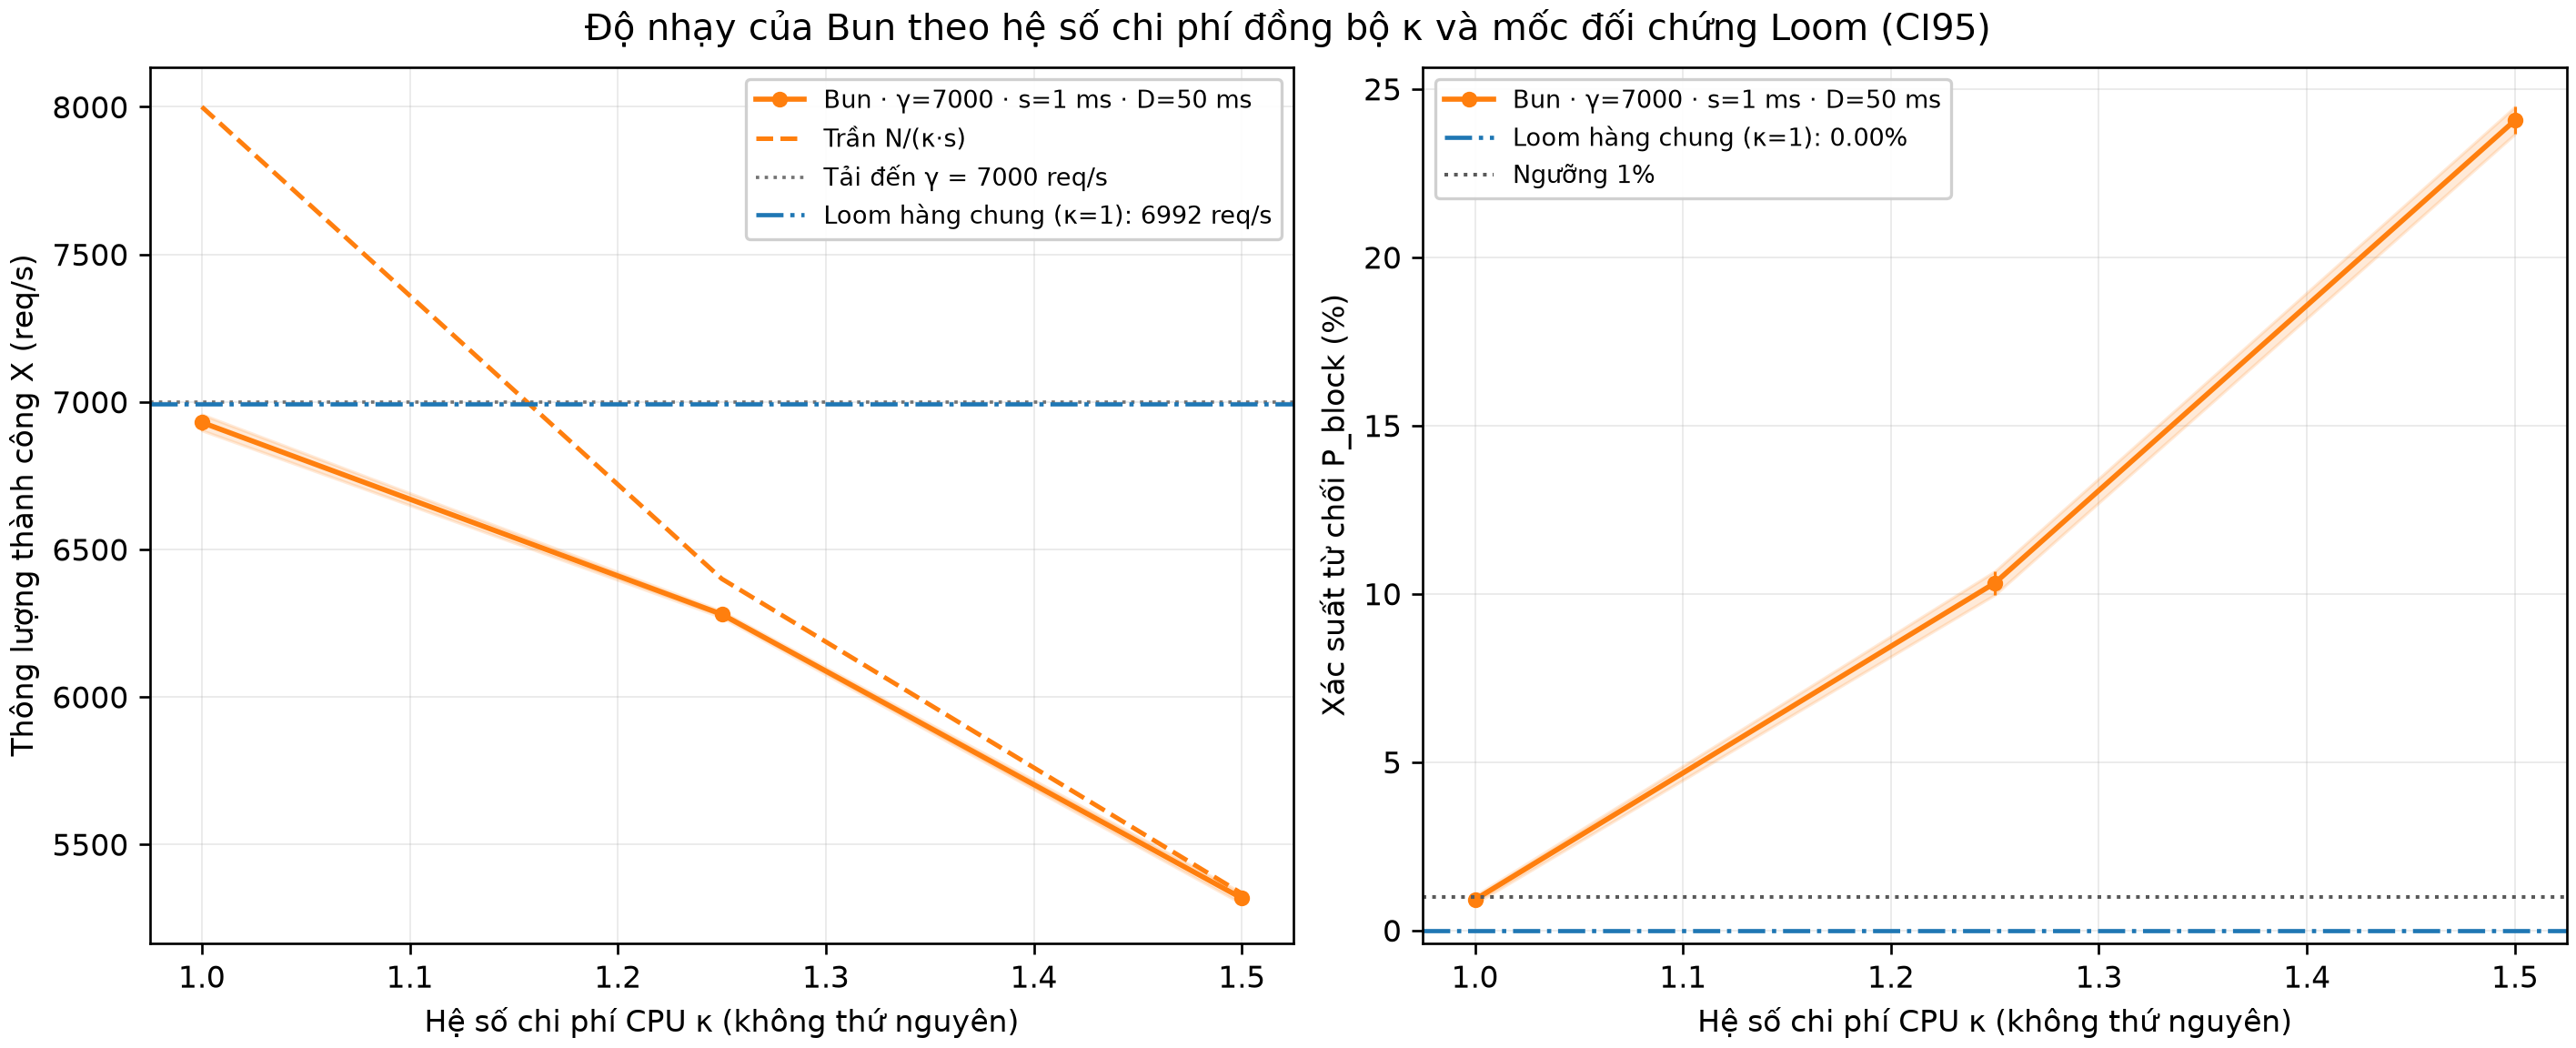 Độ nhạy của Bun theo hệ số chi phí đồng bộ κ và mốc đối chứng Loom (CI95)
Thông lượng thành công X (req/s)
8000
7500
7000
6500
6000
5500
Bun · γ=7000 · s=1 ms · D=50 ms
Trần N/(κ·s)
Tải đến γ = 7000 req/s
Loom hàng chung (κ=1): 6992 req/s
1.0 1.1 1.2 1.3 1.4 1.5
Hệ số chi phí CPU κ (không thứ nguyên)
Xác suất từ chối P_block (%)
25
20
15
10
5
0
Bun · γ=7000 · s=1 ms · D=50 ms
Loom hàng chung (κ=1): 0.00%
Ngưỡng 1%
1.0 1.1 1.2 1.3 1.4 1.5
Hệ số chi phí CPU κ (không thứ nguyên)